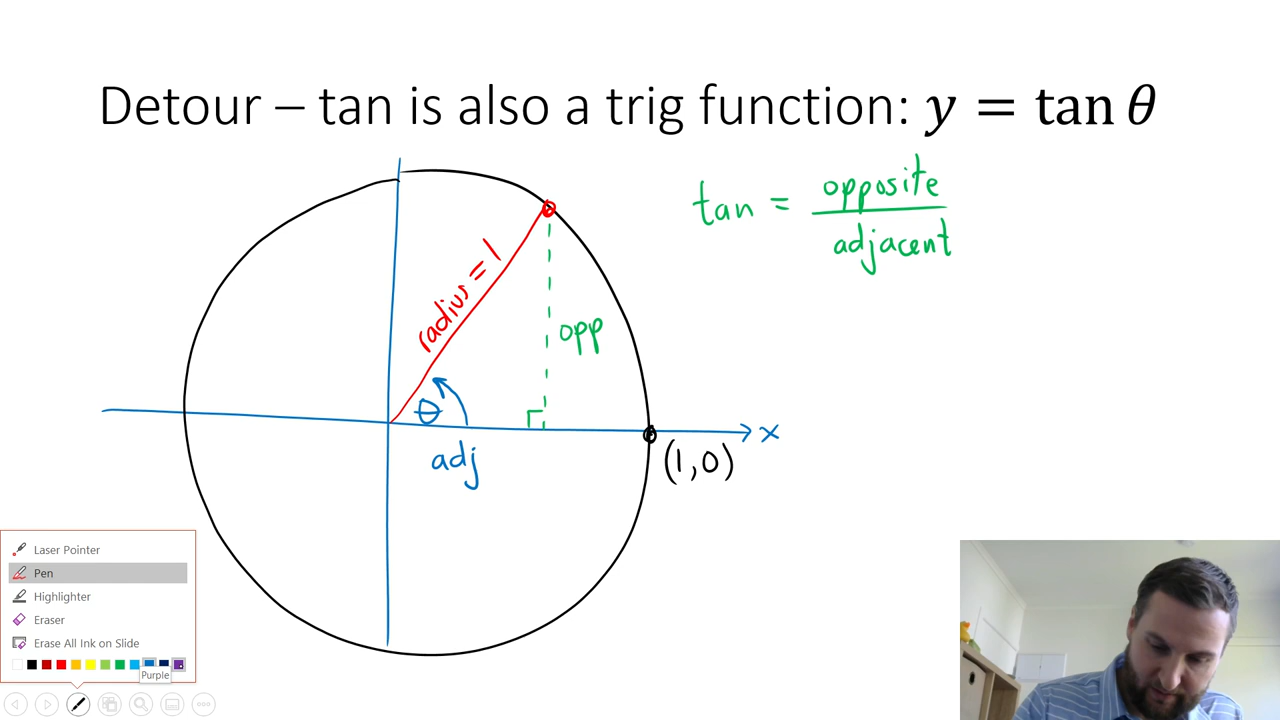 Detour – tan is also a trig function: y = tan θ
tan = opposite
adjacent
radius = 1
opp
θ
x
adj
(1,0)
Laser Pointer
Pen
Highlighter
Eraser
Erase All Ink on Slide
Purple